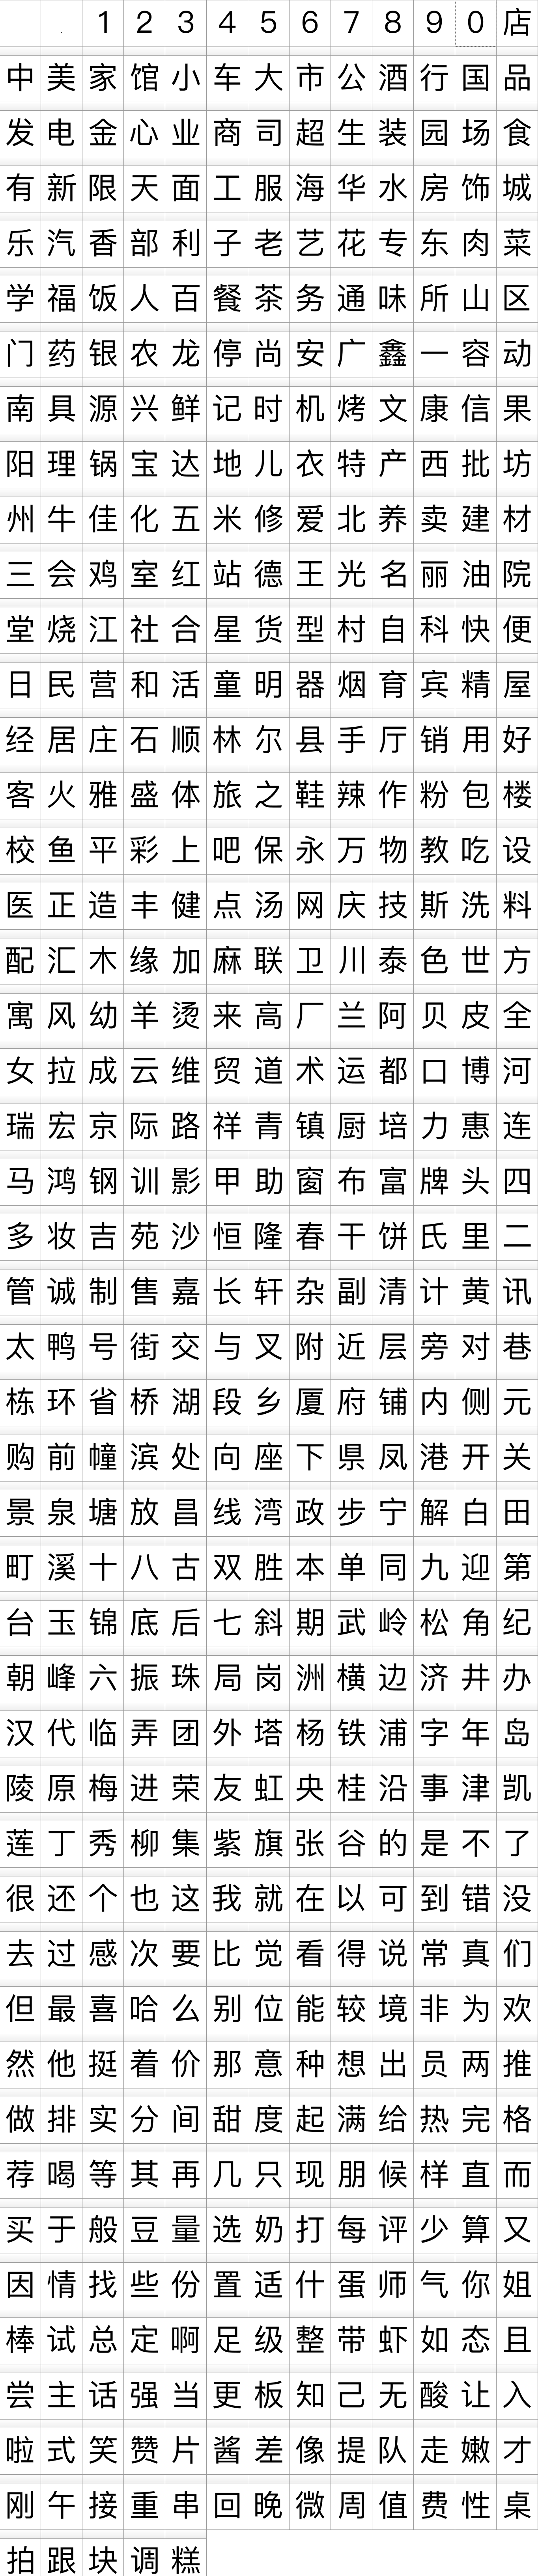 . 1 2 3 4 5 6 7 8 9 0 店
中 美 家 馆 小 车 大 市 公 酒 行 国 品
发 电 金 心 业 商 司 超 生 装 园 场 食
有 新 限 天 面 工 服 海 华 水 房 饰 城
乐 汽 香 部 利 子 老 艺 花 专 东 肉 菜
学 福 饭 人 百 餐 茶 务 通 味 所 山 区
门 药 银 农 龙 停 尚 安 广 鑫 一 容 动
南 具 源 兴 鲜 记 时 机 烤 文 康 信 果
阳 理 锅 宝 达 地 儿 衣 特 产 西 批 坊
州 牛 佳 化 五 米 修 爱 北 养 卖 建 材
三 会 鸡 室 红 站 德 王 光 名 丽 油 院
堂 烧 江 社 合 星 货 型 村 自 科 快 便
日 民 营 和 活 童 明 器 烟 育 宾 精 屋
经 居 庄 石 顺 林 尔 县 手 厅 销 用 好
客 火 雅 盛 体 旅 之 鞋 辣 作 粉 包 楼
校 鱼 平 彩 上 吧 保 永 万 物 教 吃 设
医 正 造 丰 健 点 汤 网 庆 技 斯 洗 料
配 汇 木 缘 加 麻 联 卫 川 泰 色 世 方
寓 风 幼 羊 烫 来 高 厂 兰 阿 贝 皮 全
女 拉 成 云 维 贸 道 术 运 都 口 博 河
瑞 宏 京 际 路 祥 青 镇 厨 培 力 惠 连
马 鸿 钢 训 影 甲 助 窗 布 富 牌 头 四
多 妆 吉 苑 沙 恒 隆 春 干 饼 氏 里 二
管 诚 制 售 嘉 长 轩 杂 副 清 计 黄 讯
太 鸭 号 街 交 与 叉 附 近 层 旁 对 巷
栋 环 省 桥 湖 段 乡 厦 府 铺 内 侧 元
购 前 幢 滨 处 向 座 下 県 凤 港 开 关
景 泉 塘 放 昌 线 湾 政 步 宁 解 白 田
町 溪 十 八 古 双 胜 本 单 同 九 迎 第
台 玉 锦 底 后 七 斜 期 武 岭 松 角 纪
朝 峰 六 振 珠 局 岗 洲 横 边 济 井 办
汉 代 临 弄 团 外 塔 杨 铁 浦 字 年 岛
陵 原 梅 进 荣 友 虹 央 桂 沿 事 津 凯
莲 丁 秀 柳 集 紫 旗 张 谷 的 是 不 了
很 还 个 也 这 我 就 在 以 可 到 错 没
去 过 感 次 要 比 觉 看 得 说 常 真 们
但 最 喜 哈 么 别 位 能 较 境 非 为 欢
然 他 挺 着 价 那 意 种 想 出 员 两 推
做 排 实 分 间 甜 度 起 满 给 热 完 格
荐 喝 等 其 再 几 只 现 朋 候 样 直 而
买 于 般 豆 量 选 奶 打 每 评 少 算 又
因 情 找 些 份 置 适 什 蛋 师 气 你 姐
棒 试 总 定 啊 足 级 整 带 虾 如 态 且
尝 主 话 强 当 更 板 知 己 无 酸 让 入
啦 式 笑 赞 片 酱 差 像 提 队 走 嫩 才
刚 午 接 重 串 回 晚 微 周 值 费 性 桌
拍 跟 块 调 糕